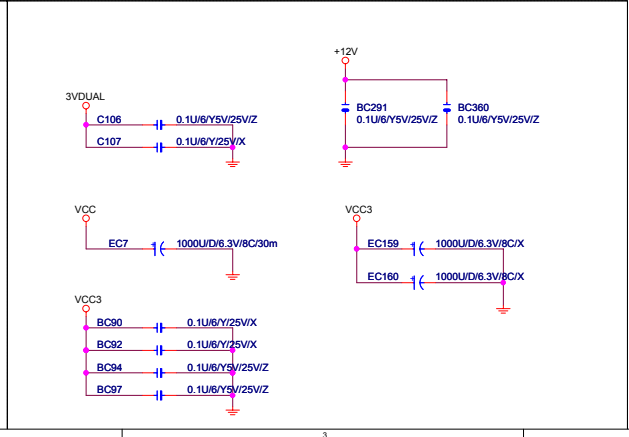 +12V
3VDUAL
C106 0.1U/6/Y5V/25V/Z
C107 0.1U/6/Y/25V/X
BC291
0.1U/6/Y5V/25V/Z
BC360
0.1U/6/Y5V/25V/Z
VCC
EC7 1000U/D/6.3V/8C/30m
VCC3
EC159 1000U/D/6.3V/8C/X
EC160 1000U/D/6.3V/8C/X
VCC3
BC90 0.1U/6/Y/25V/X
BC92 0.1U/6/Y/25V/X
BC94 0.1U/6/Y5V/25V/Z
BC97 0.1U/6/Y5V/25V/Z
3